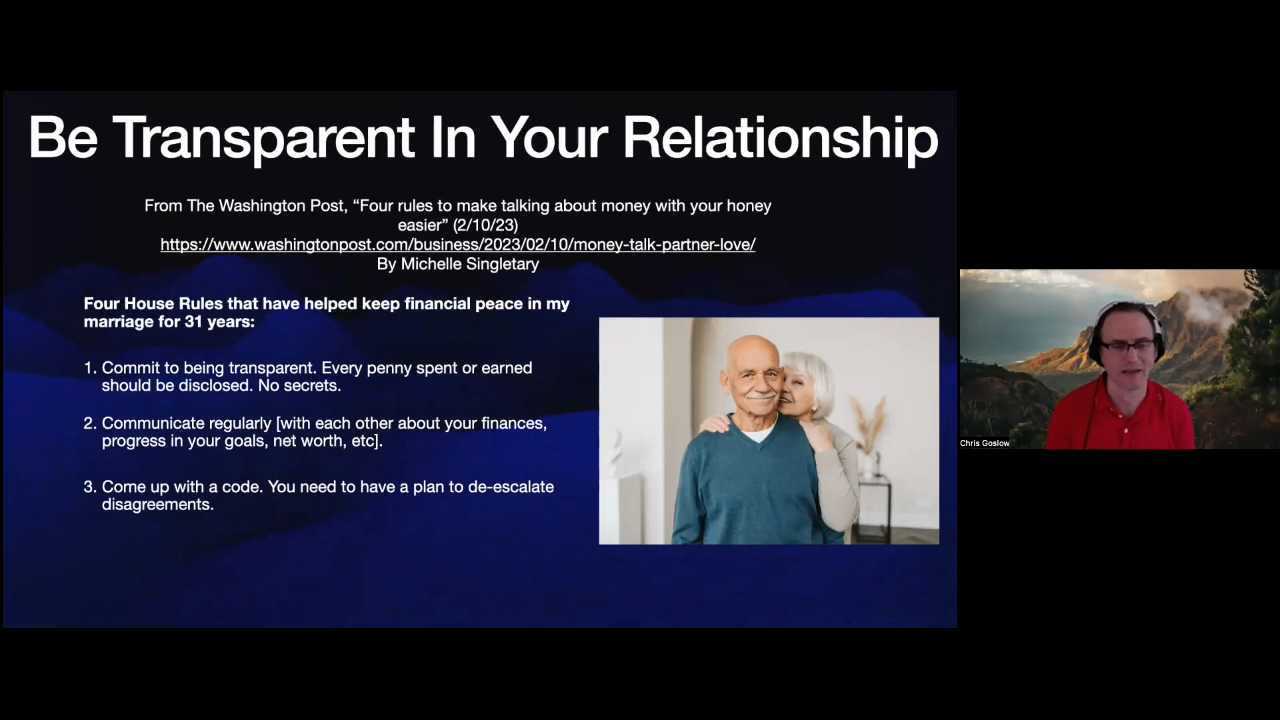 Be Transparent In Your Relationship
From The Washington Post, “Four rules to make talking about money with your honey
easier” (2/10/23)
https://www.washingtonpost.com/business/2023/02/10/money-talk-partner-love/
By Michelle Singletary
Four House Rules that have helped keep financial peace in my
marriage for 31 years:
1. Commit to being transparent. Every penny spent or earned
should be disclosed. No secrets.
2. Communicate regularly [with each other about your finances,
progress in your goals, net worth, etc].
3. Come up with a code. You need to have a plan to de-escalate
disagreements.
Chris Goslow